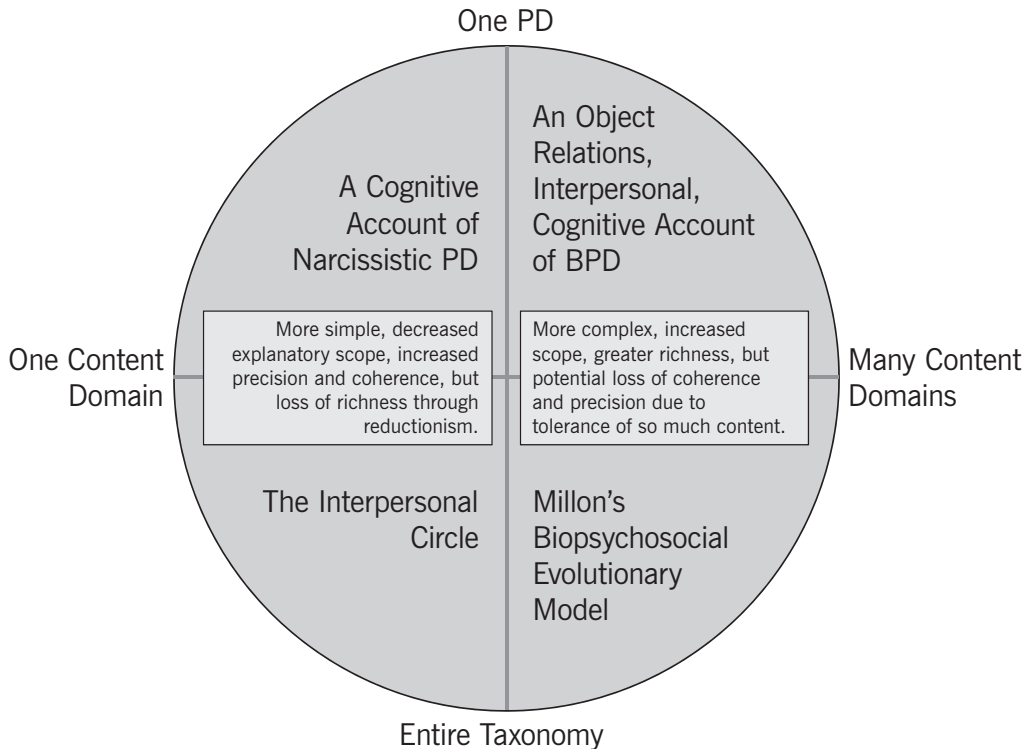 One PD
A Cognitive
Account of
Narcissistic PD
An Object
Relations,
Interpersonal,
Cognitive Account
of BPD
One Content
Domain
More simple, decreased
explanatory scope, increased
precision and coherence, but
loss of richness through
reductionism.
More complex, increased
scope, greater richness, but
potential loss of coherence
and precision due to
tolerance of so much content.
Many Content
Domains
The Interpersonal
Circle
Millon's
Biopsychosocial
Evolutionary
Model
Entire Taxonomy